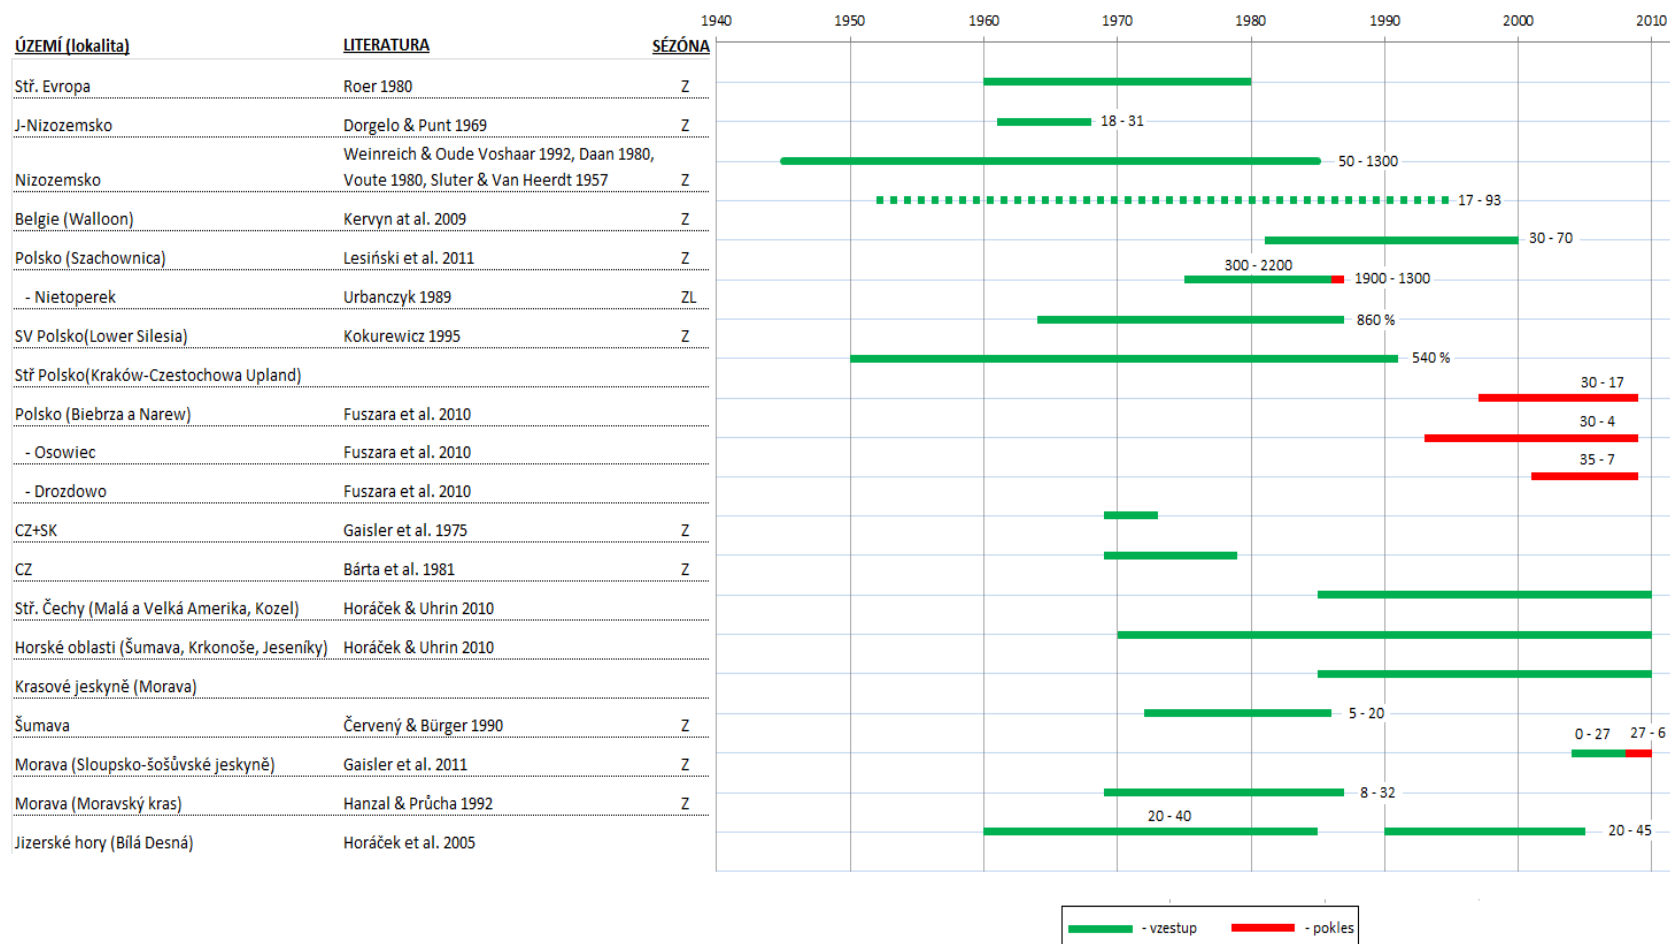 1940 1950 1960 1970 1980 1990 2000 2010
ÚZEMÍ (lokalita) LITERATURA SÉZÓNA
Stř. Evropa Roer 1980 Z
J-Nizozemsko Dorgelo & Punt 1969 Z 18 - 31
Weinreich & Oude Voshaar 1992, Daan 1980,
50 - 1300
Nizozemsko Voute 1980, Sluter & Van Heerdt 1957 Z
17 - 93
Belgie (Walloon) Kervyn at al. 2009 Z
30 - 70
Polsko (Szachownica) Lesiński et al. 2011 Z
300 - 2200
1900 - 1300
- Nietoperek Urbanczyk 1989 ZL
860 %
SV Polsko(Lower Silesia) Kokurewicz 1995 Z
540 %
Stř Polsko(Kraków-Czestochowa Upland)
30 - 17
Polsko (Biebrza a Narew) Fuszara et al. 2010
30 - 4
- Osowiec Fuszara et al. 2010
35 - 7
- Drozdowo Fuszara et al. 2010
CZ+SK Gaisler et al. 1975 Z
CZ Bárta et al. 1981 Z
Stř. Čechy (Malá a Velká Amerika, Kozel) Horáček & Uhrin 2010
Horské oblasti (Šumava, Krkonoše, Jeseníky) Horáček & Uhrin 2010
Krasové jeskyně (Morava)
5 - 20
Šumava Červený & Bürger 1990 Z
0 - 27 27 - 6
Morava (Sloupsko-šošůvské jeskyně) Gaisler et al. 2011 Z
8 - 32
Morava (Moravský kras) Hanzal & Průcha 1992 Z
20 - 40
20 - 45
Jizerské hory (Bílá Desná) Horáček et al. 2005
- vzestup - pokles